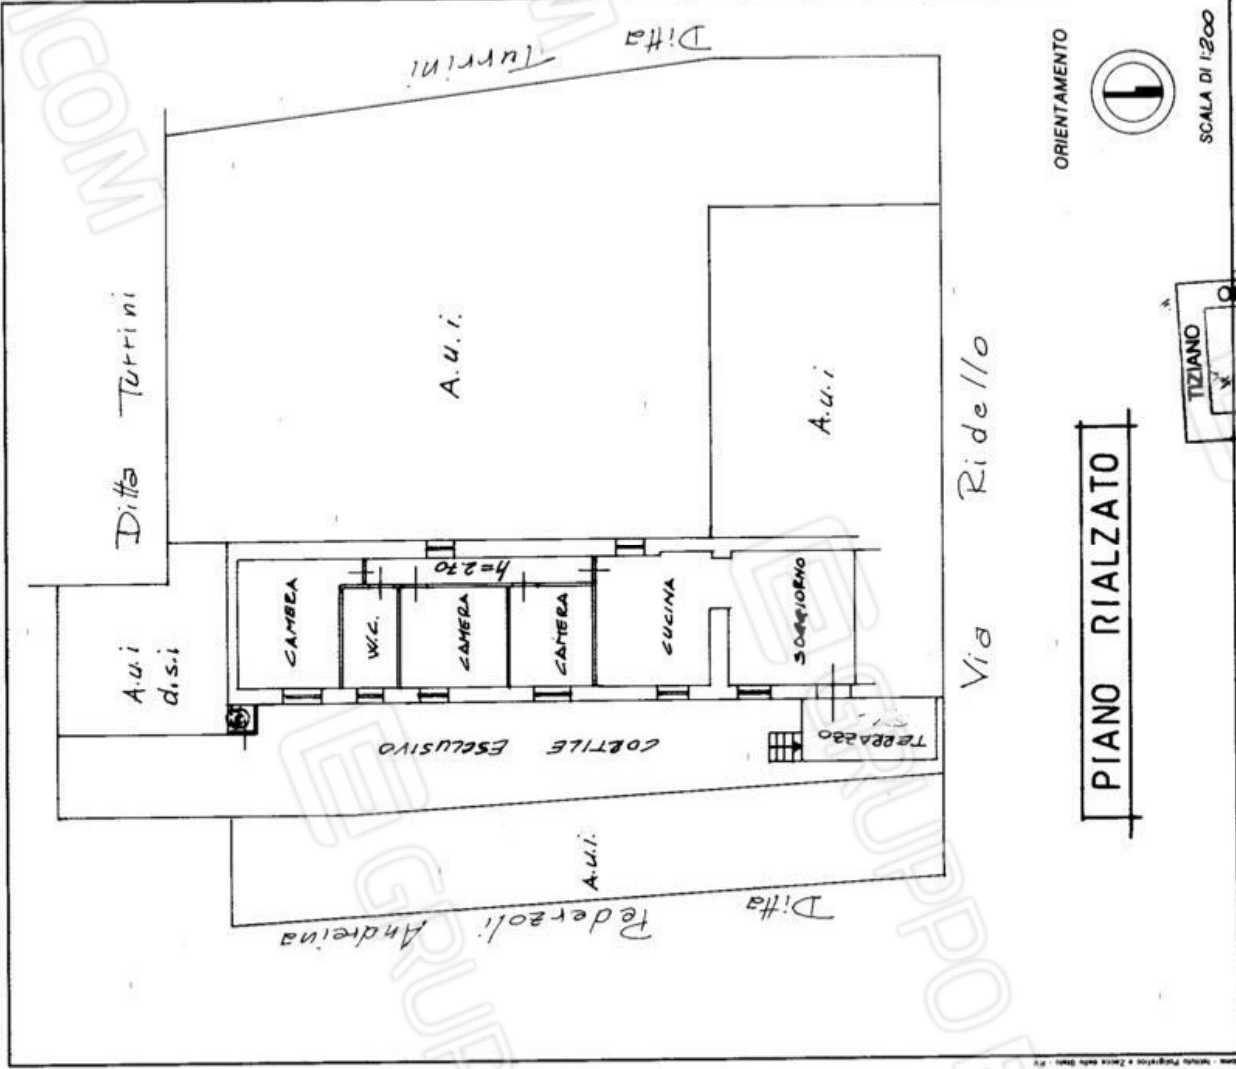 Ditta Turrini
Ditta Turrini
A.u.i.
A.u.i
A.u.i
d.s.i
CAMERA
W.C.
CAMERA
CAMERA
h=2.70
CUCINA
SOGGIORNO
TERRAZZO
CORTILE ESCLUSIVO
A.u.i.
Ditta Pederzoli Andreina
Via Ridello
PIANO RIALZATO
ORIENTAMENTO
SCALA DI 1:200
TIZIANO
E GRUPPO